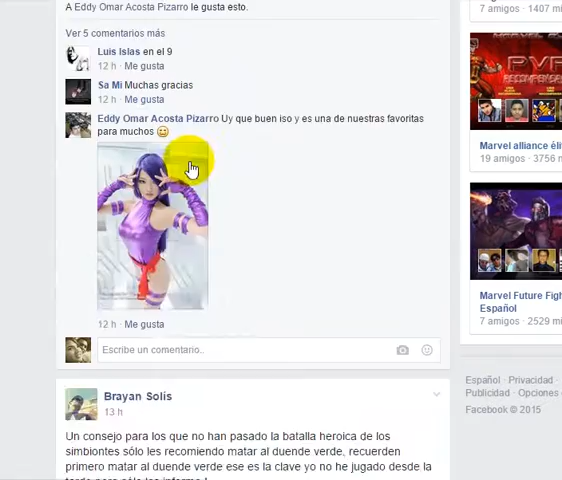 A Eddy Omar Acosta Pizarro le gusta esto.
Ver 5 comentarios más
Luis Islas en el 9
12 h · Me gusta
Sa Mi Muchas gracias
12 h · Me gusta
Eddy Omar Acosta Pizarro Uy que buen iso y es una de nuestras favoritas
para muchos
12 h · Me gusta
Escribe un comentario..
Brayan Solís
13 h
Un consejo para los que no han pasado la batalla heroica de los
simbiontes sólo les recomiendo matar al duende verde, recuerden
primero matar al duende verde ese es la clave yo no he jugado desde la
7 amigos · 1407 mi
PVP
Marvel alliance éli
19 amigos · 3756 m
Marvel Future Figh
Español
7 amigos · 2529 mi
Español · Privacidad ·
Publicidad · Opciones
Facebook © 2015